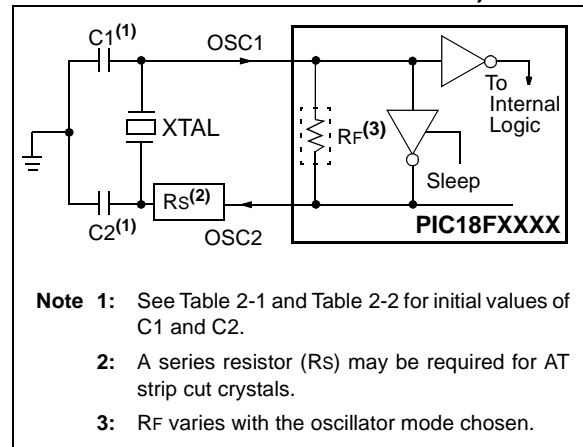 C1(1)
OSC1
To
Internal
Logic
XTAL
RF(3)
Sleep
C2(1)
RS(2)
OSC2
PIC18FXXXX
Note 1: See Table 2-1 and Table 2-2 for initial values of
C1 and C2.
2: A series resistor (RS) may be required for AT
strip cut crystals.
3: RF varies with the oscillator mode chosen.